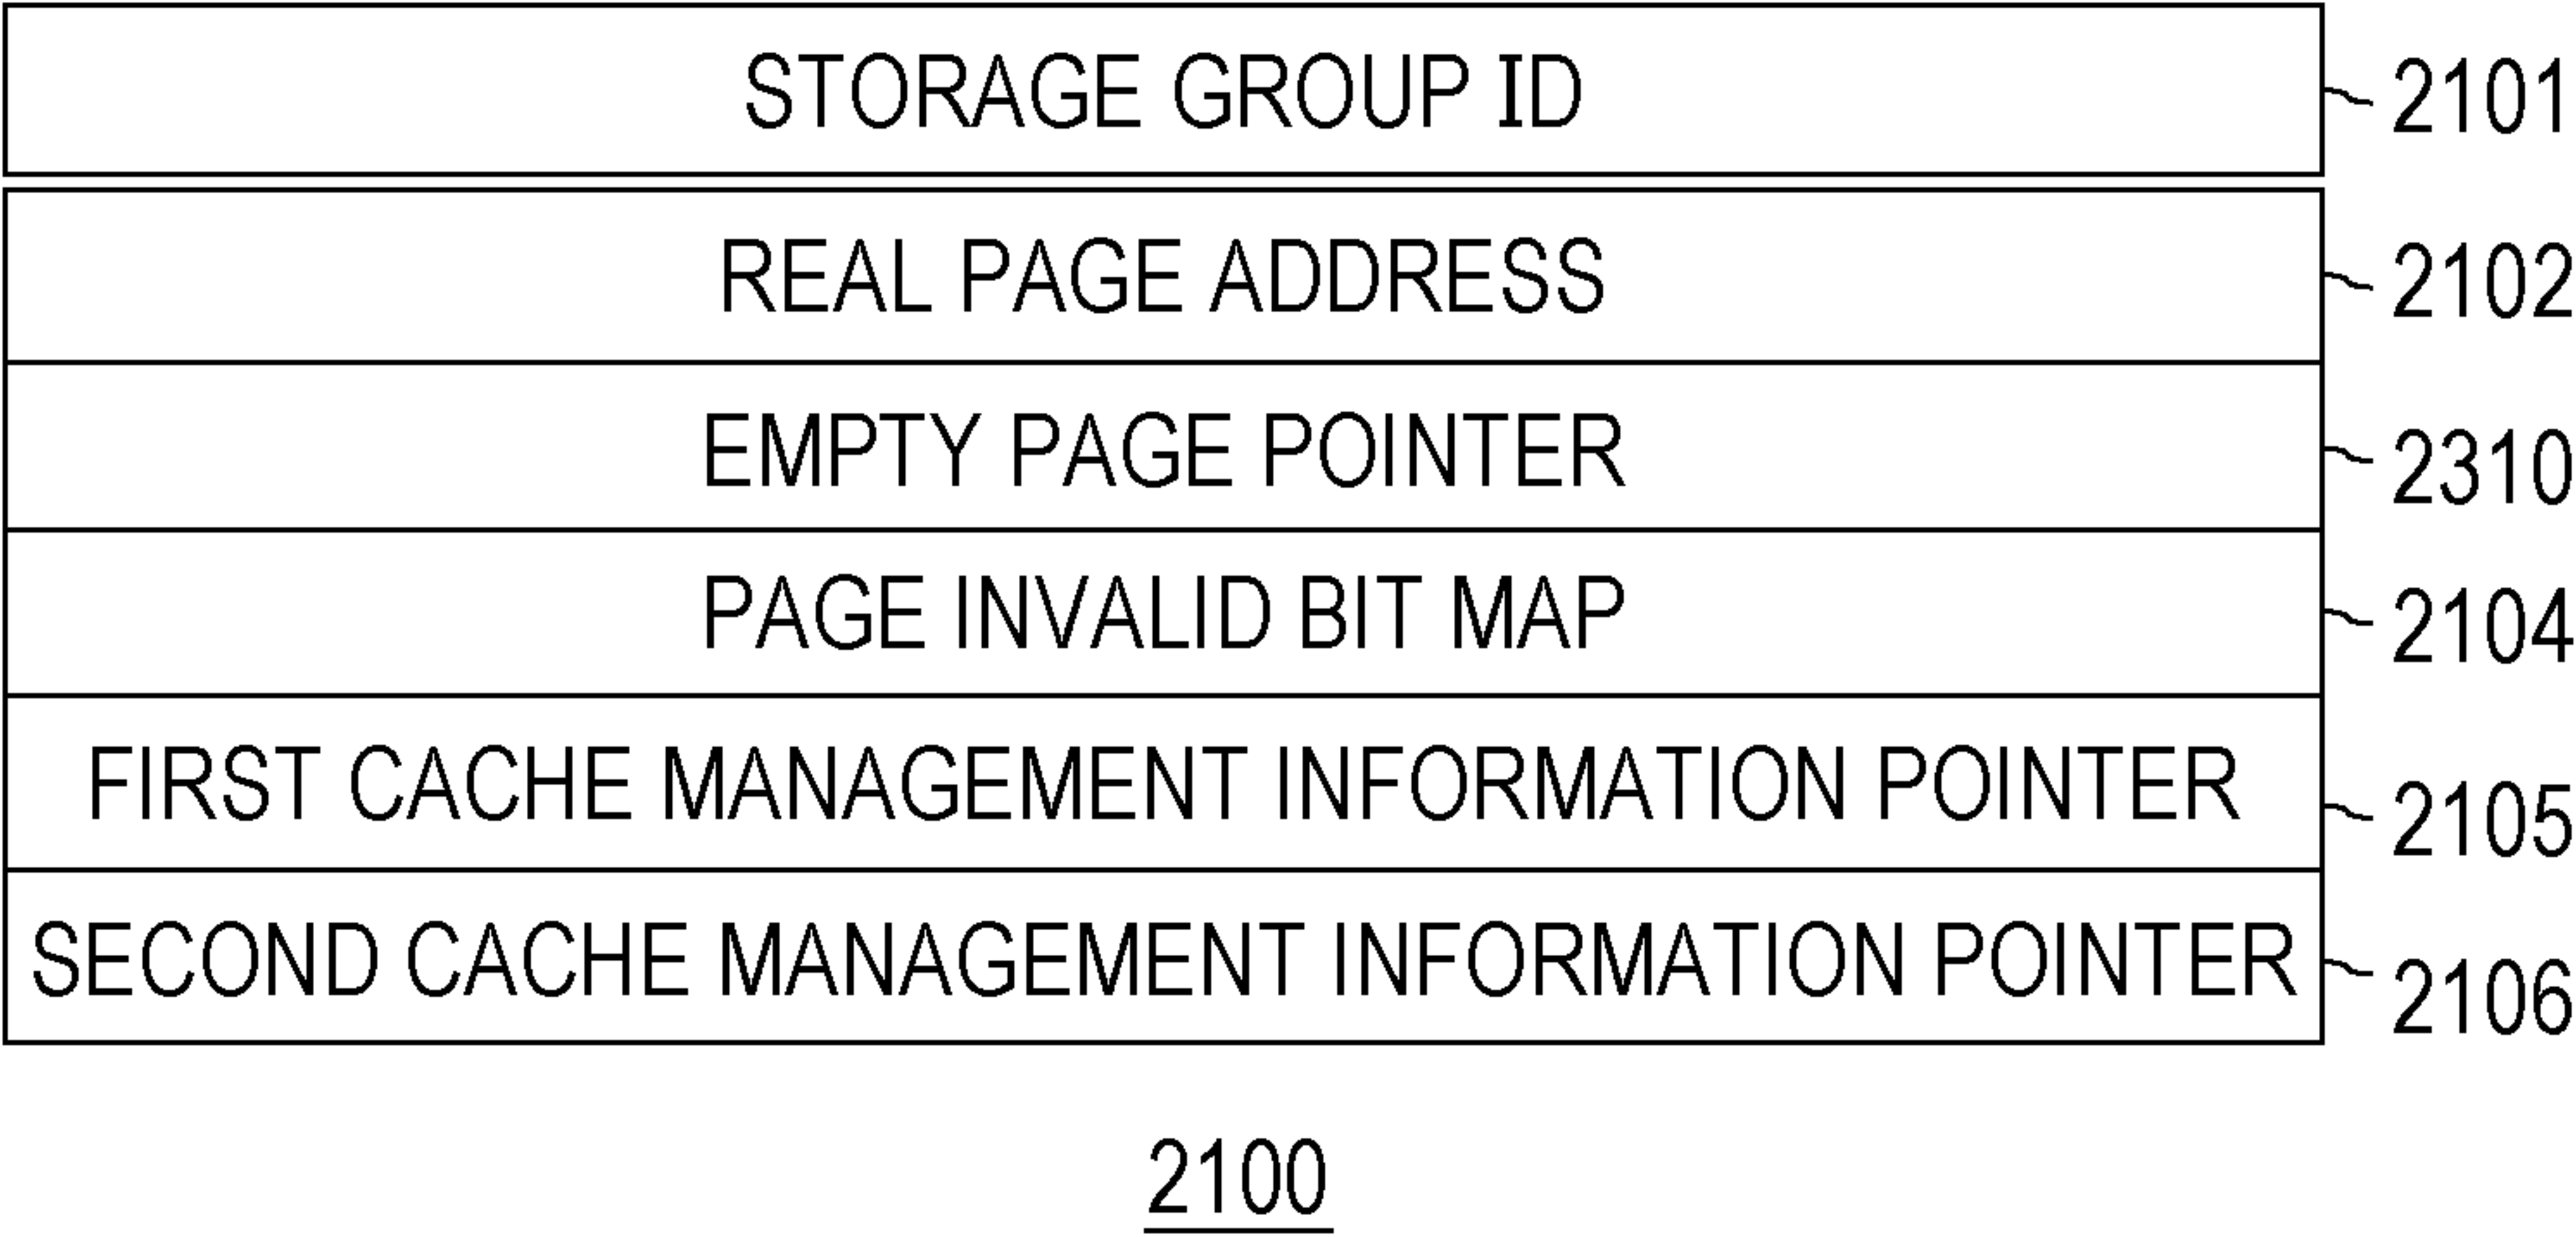 STORAGE GROUP ID 2101
REAL PAGE ADDRESS 2102
EMPTY PAGE POINTER 2310
PAGE INVALID BIT MAP 2104
FIRST CACHE MANAGEMENT INFORMATION POINTER 2105
SECOND CACHE MANAGEMENT INFORMATION POINTER 2106
2100